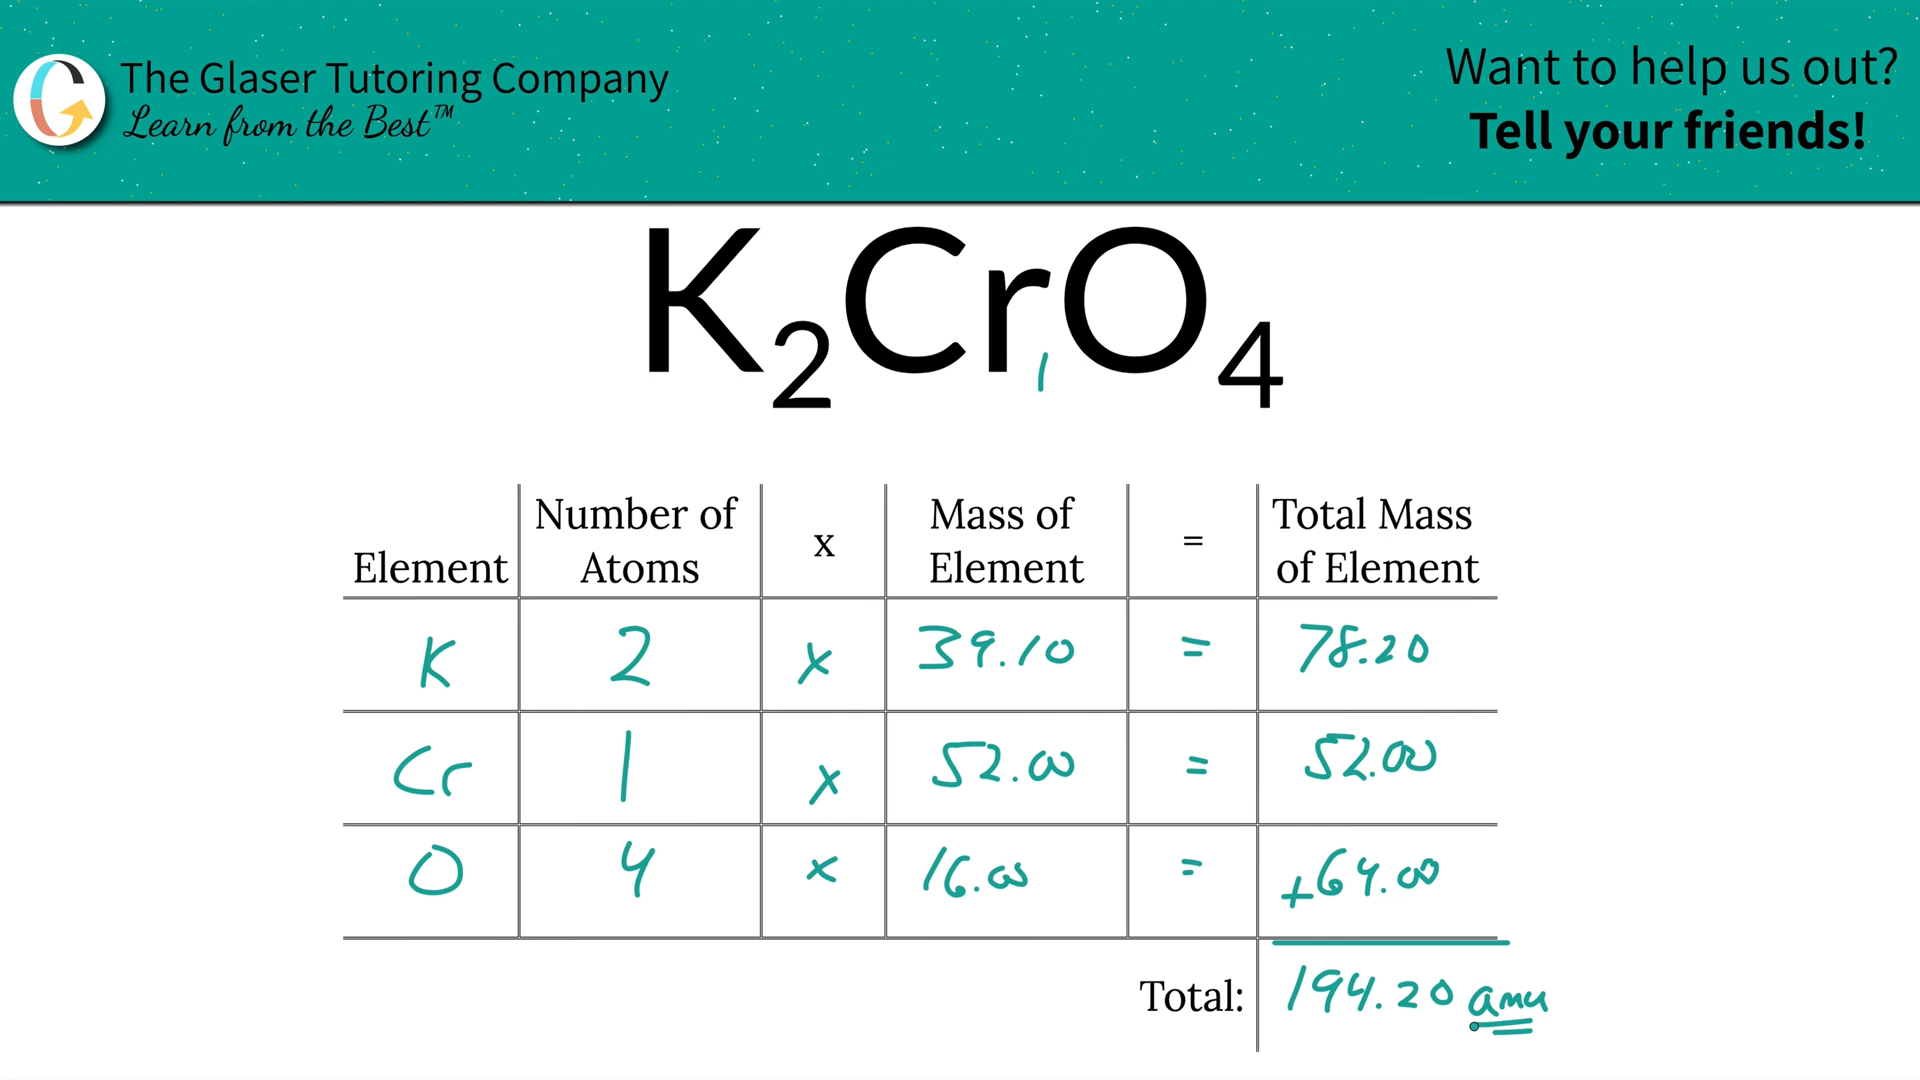 The Glaser Tutoring Company
Learn from the Best™
Want to help us out?
Tell your friends!
K₂Cr₁O₄
Element | Number of Atoms | x | Mass of Element | = | Total Mass of Element
K | 2 | x | 39.10 | = | 78.20
Cr | 1 | x | 52.00 | = | 52.00
O | 4 | x | 16.00 | = | +64.00
Total: 194.20 amu